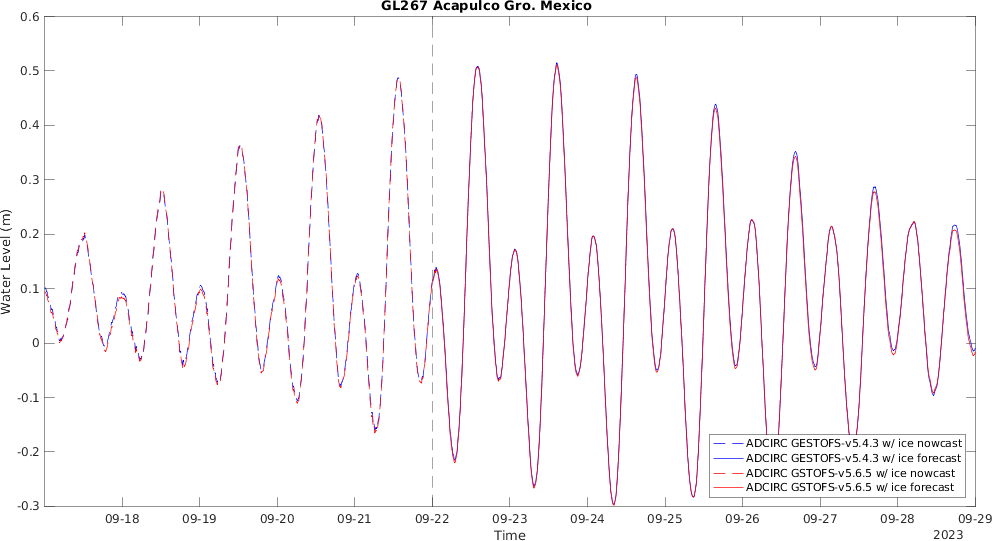 GL267 Acapulco Gro. Mexico
0.6
0.5
0.4
0.3
0.2
0.1
0
-0.1
-0.2
-0.3
Water Level (m)
ADCIRC GESTOFS-v5.4.3 w/ ice nowcast
ADCIRC GESTOFS-v5.4.3 w/ ice forecast
ADCIRC GSTOFS-v5.6.5 w/ ice nowcast
ADCIRC GSTOFS-v5.6.5 w/ ice forecast
09-18 09-19 09-20 09-21 09-22 09-23 09-24 09-25 09-26 09-27 09-28 09-29
Time
2023